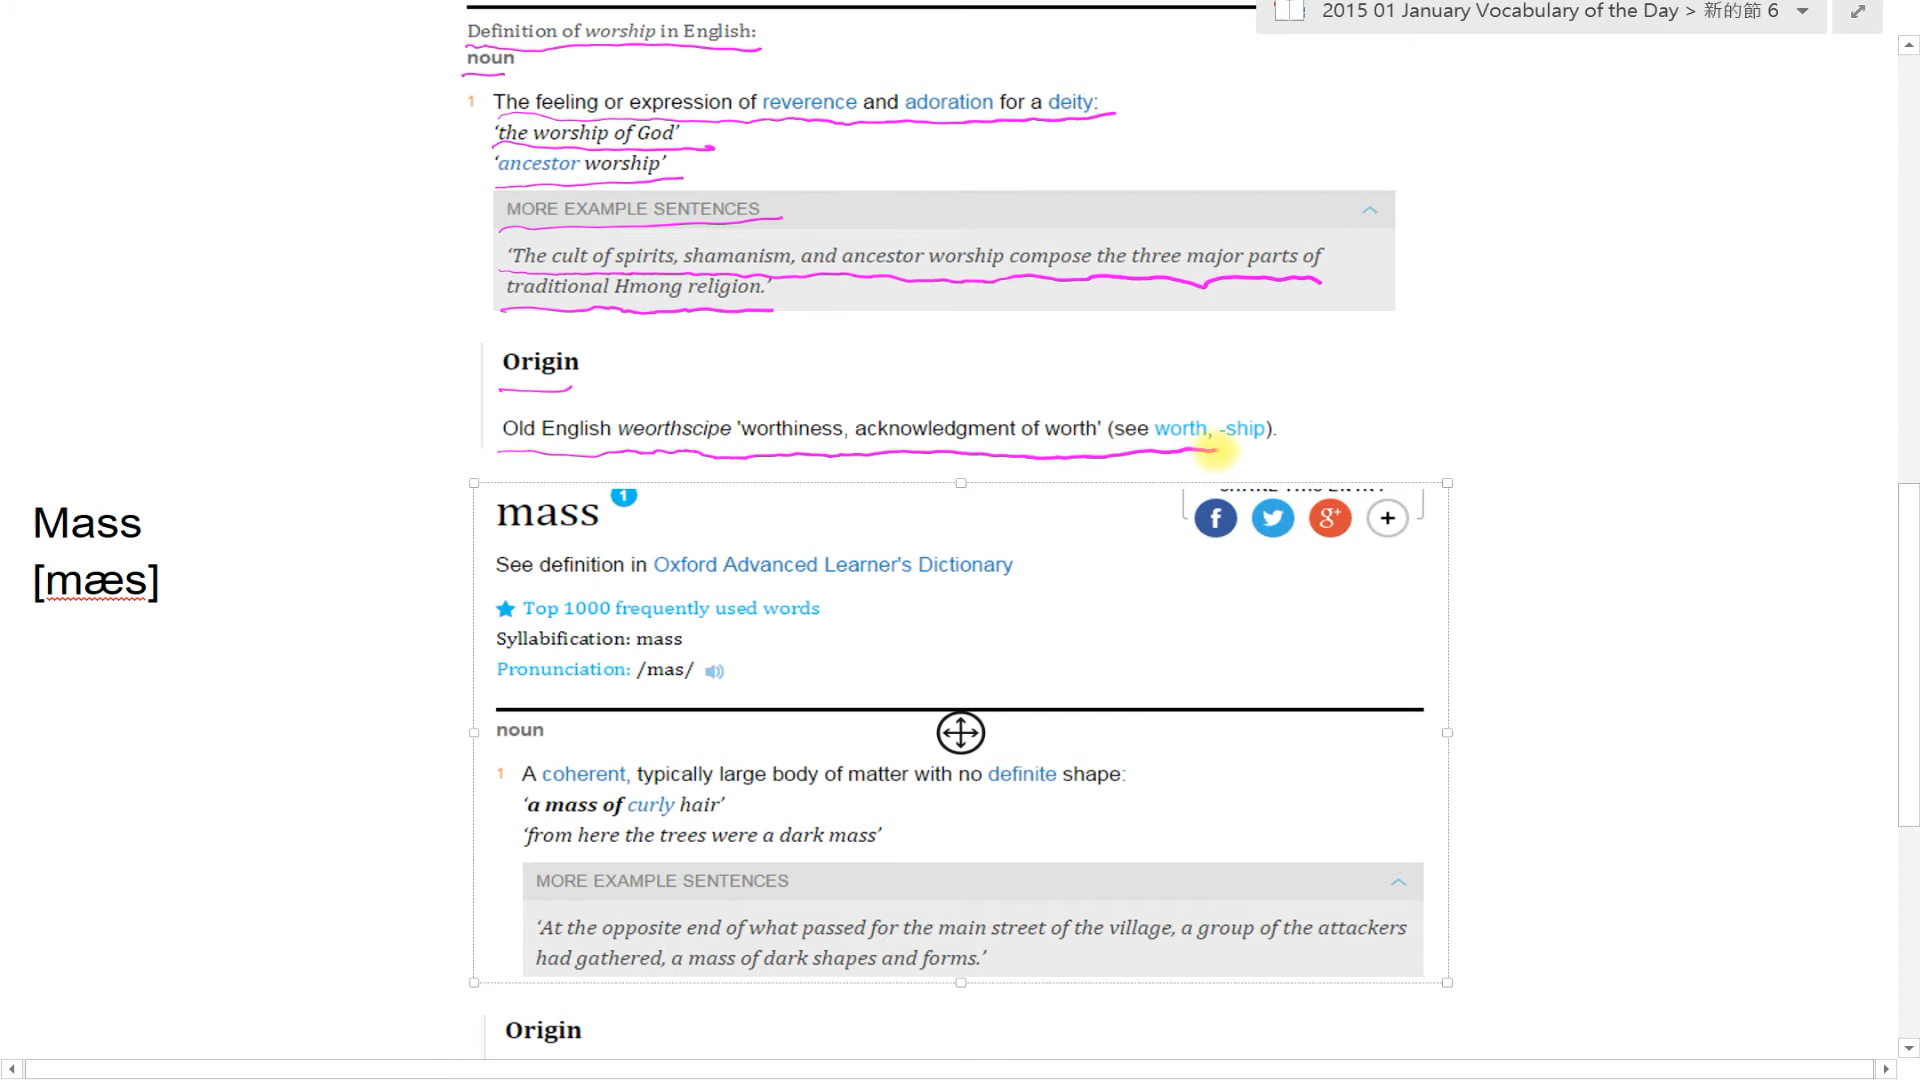 2015 01 January Vocabulary of the Day > 新的節 6
Definition of worship in English:
noun
1 The feeling or expression of reverence and adoration for a deity:
‘the worship of God’
‘ancestor worship’
MORE EXAMPLE SENTENCES
‘The cult of spirits, shamanism, and ancestor worship compose the three major parts of
traditional Hmong religion.’
Origin
Old English weorthscipe 'worthiness, acknowledgment of worth' (see worth, -ship).
Mass
[mæs]
SHARE THIS ENTRY
mass 1
f g+ +
See definition in Oxford Advanced Learner's Dictionary
Top 1000 frequently used words
Syllabification: mass
Pronunciation: /mas/
noun
1 A coherent, typically large body of matter with no definite shape:
‘a mass of curly hair’
‘from here the trees were a dark mass’
MORE EXAMPLE SENTENCES
‘At the opposite end of what passed for the main street of the village, a group of the attackers
had gathered, a mass of dark shapes and forms.’
Origin